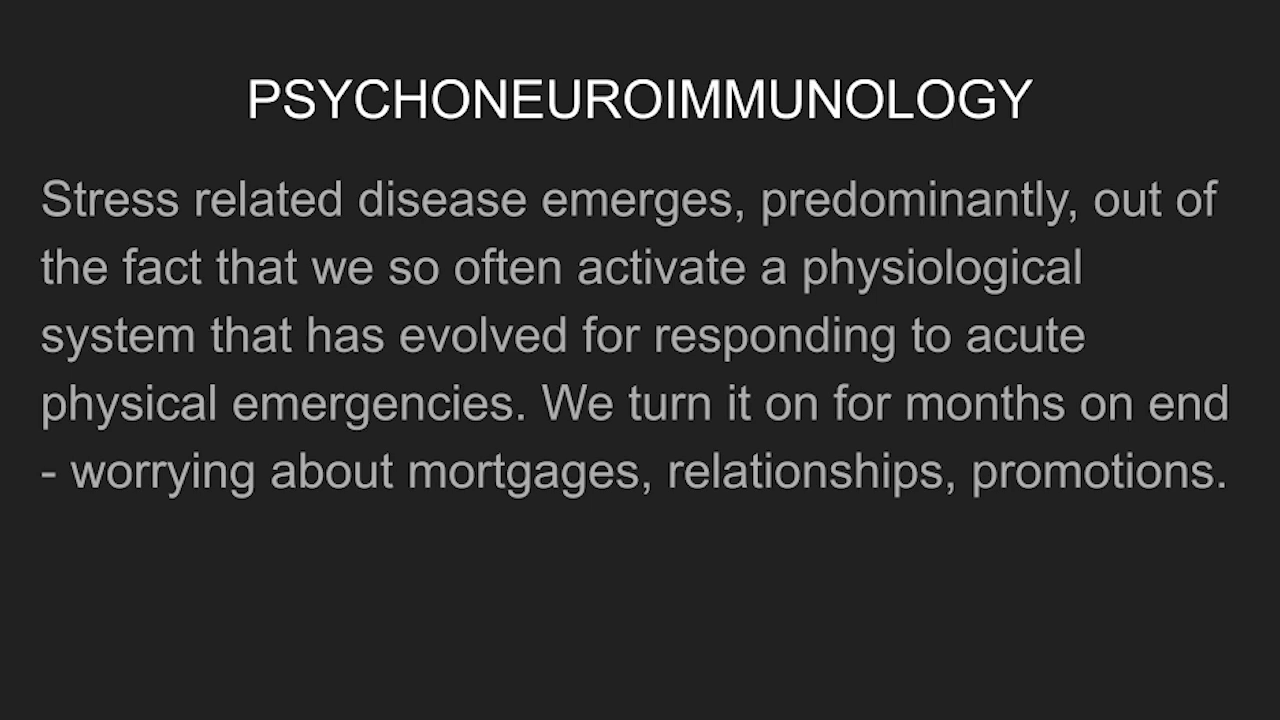 PSYCHONEUROIMMUNOLOGY
Stress related disease emerges, predominantly, out of
the fact that we so often activate a physiological
system that has evolved for responding to acute
physical emergencies. We turn it on for months on end
- worrying about mortgages, relationships, promotions.